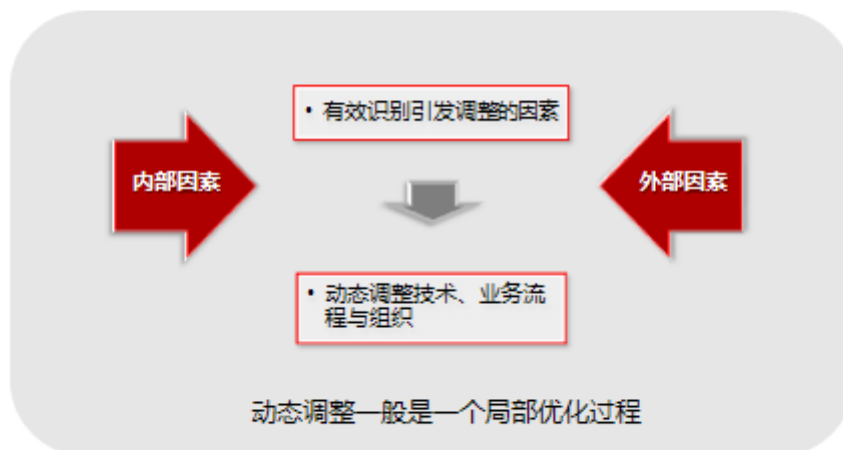 • 有效识别引发调整的因素
内部因素
外部因素
• 动态调整技术、业务流
程与组织
动态调整一般是一个局部优化过程